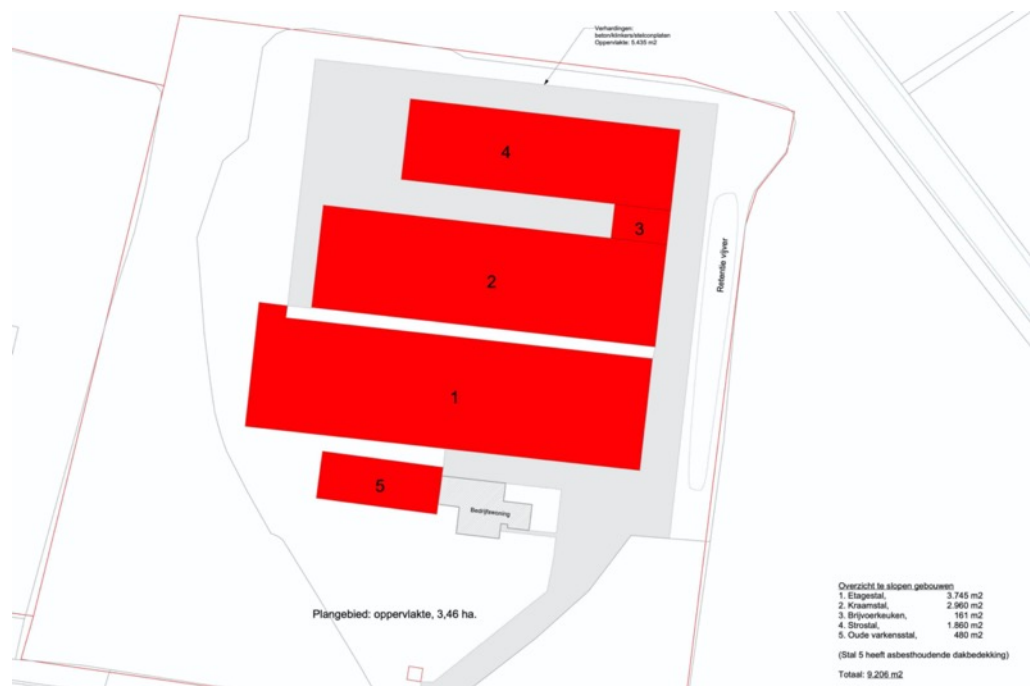 Verhardingen:
beton/klinkers/stelconplaten
Oppervlakte: 5.435 m2
4
3
2
Retentie vijver
1
5
Bedrijfswoning
Plangebied: oppervlakte, 3,46 ha.
Overzicht te slopen gebouwen
1. Etagestal, 3.745 m2
2. Kraamstal, 2.960 m2
3. Brijvoerkeuken, 161 m2
4. Strostal, 1.860 m2
5. Oude varkensstal, 480 m2
(Stal 5 heeft asbesthoudende dakbedekking)
Totaal: 9.206 m2